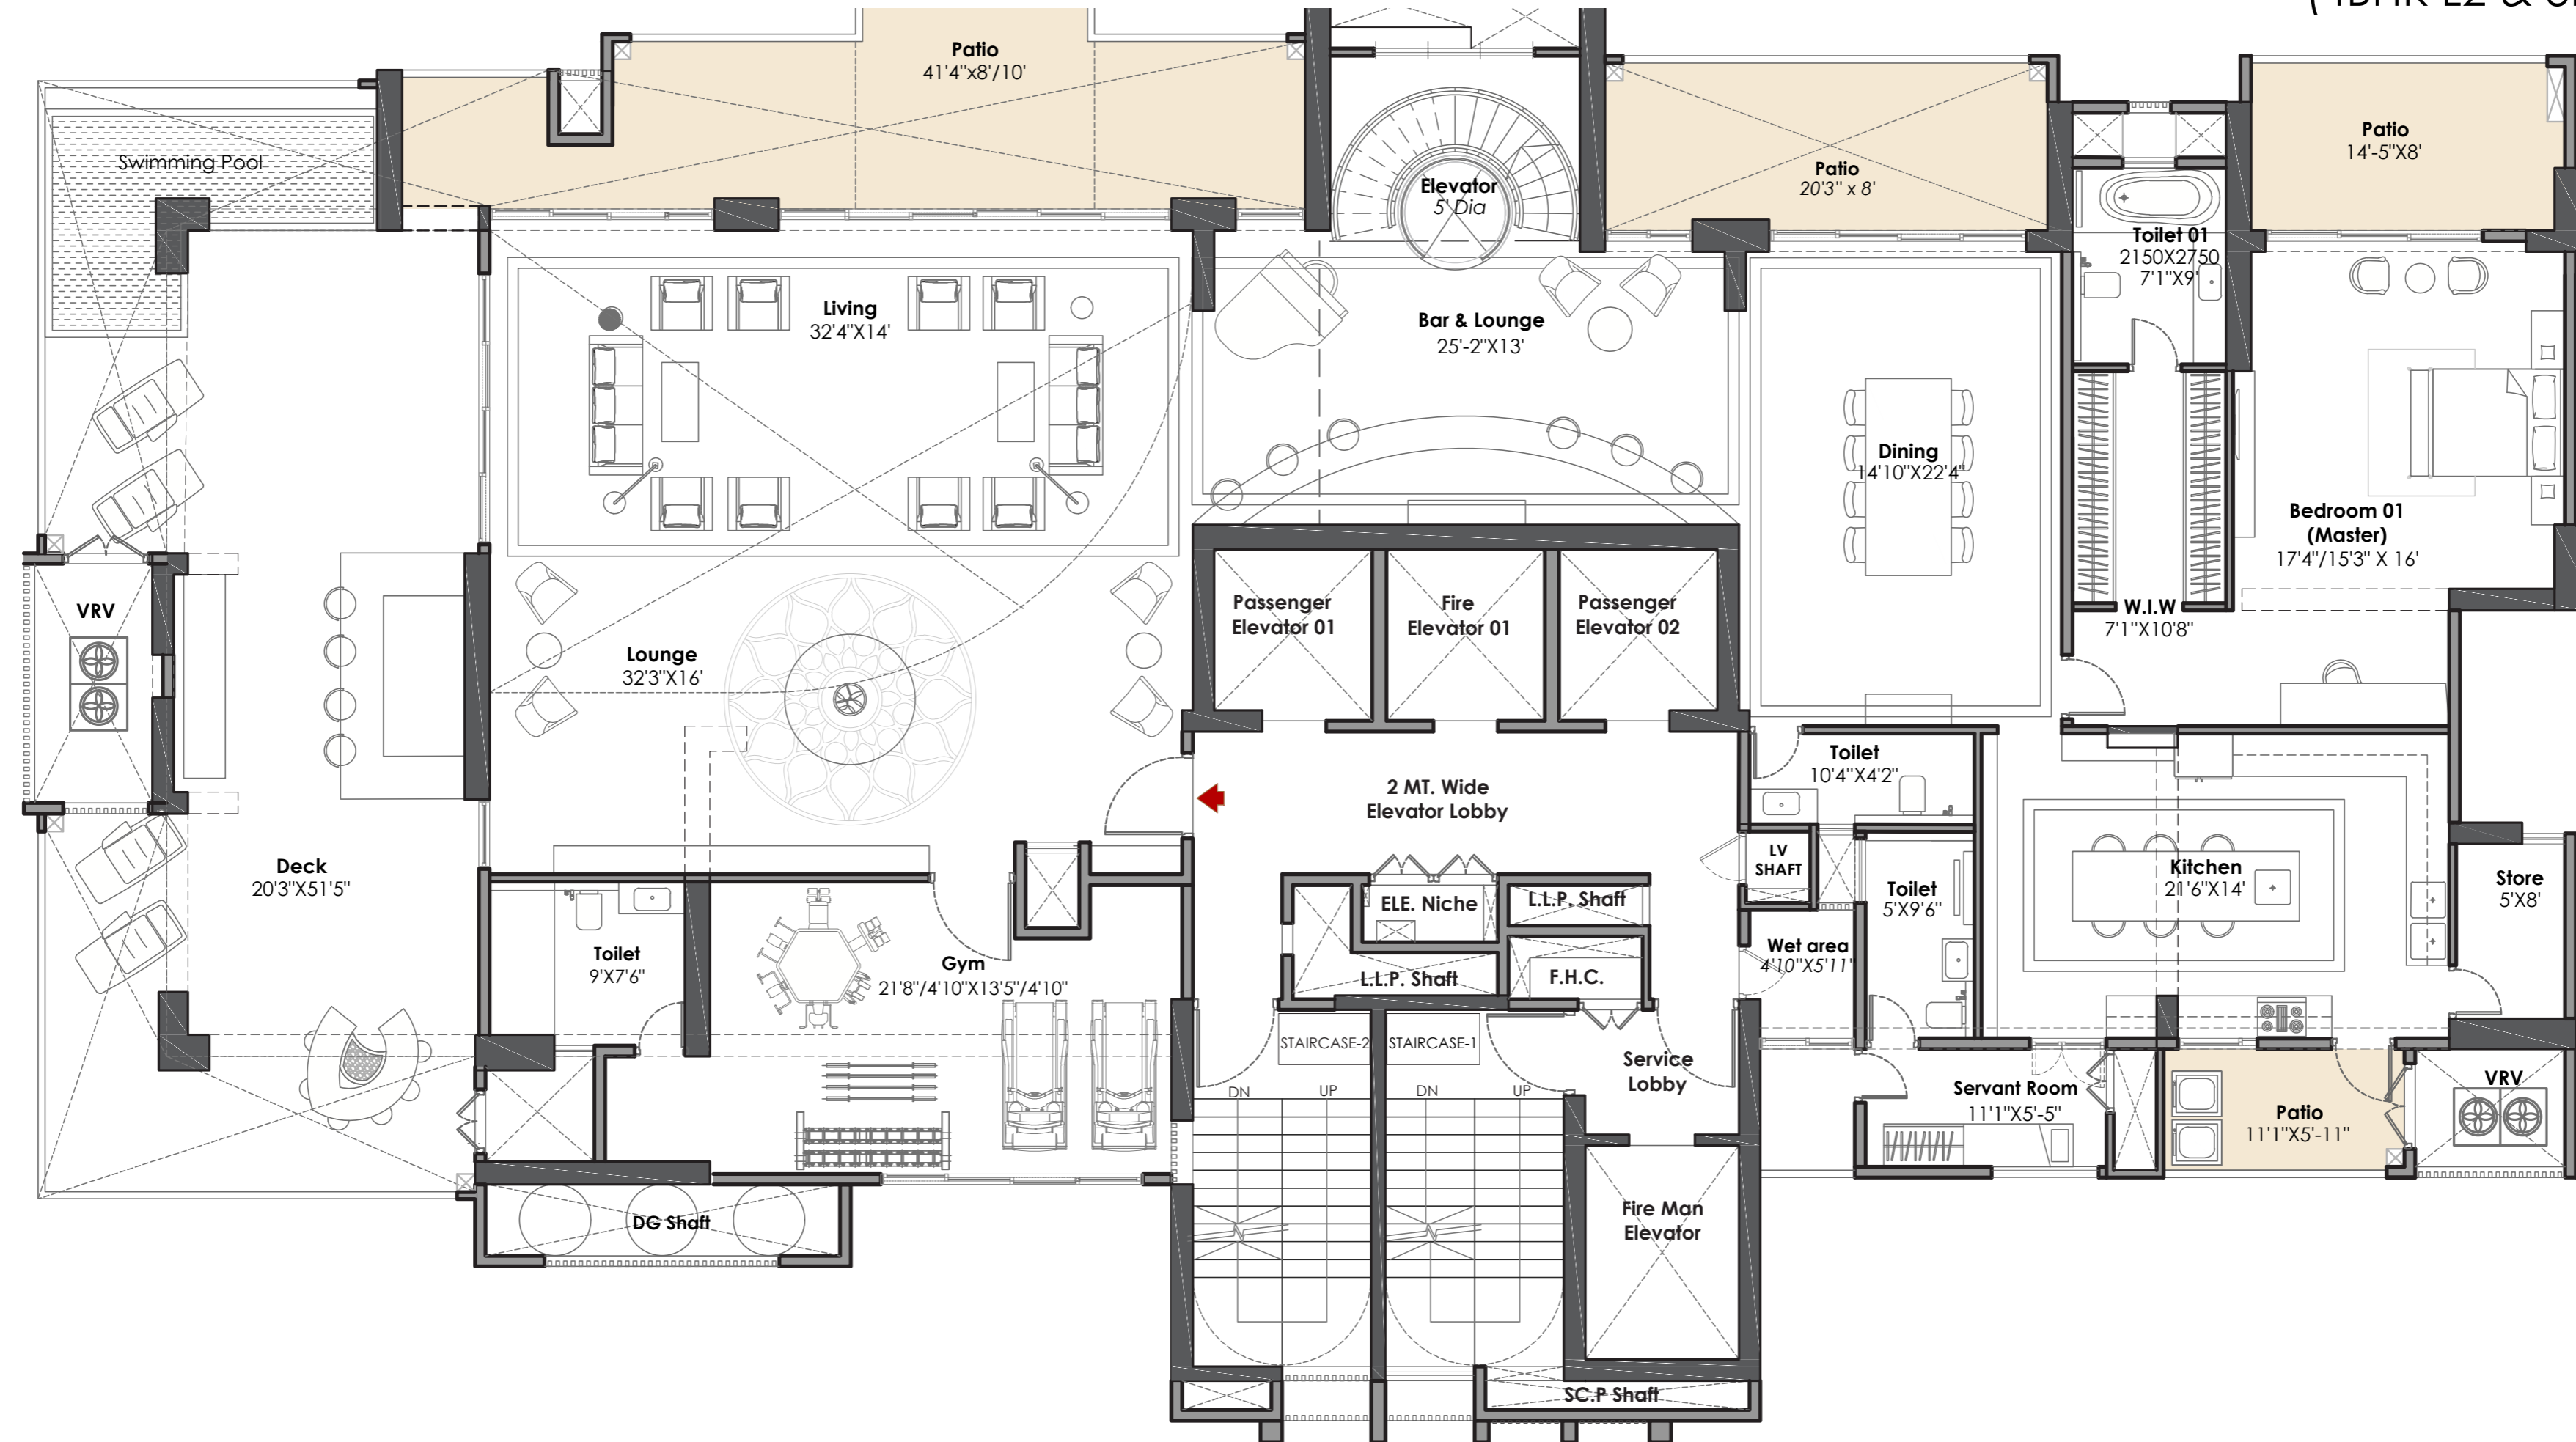 Patio
41'4"x8'/10'
Swimming Pool
Elevator
5' Dia
Patio
20'3" x 8'
Patio
14'-5"X8'
Toilet 01
2150X2750
7'1"X9'
Living
32'4"X14'
Bar & Lounge
25'-2"X13'
Dining
14'10"X22'4"
Bedroom 01
(Master)
17'4"/15'3" X 16'
VRV
Passenger
Elevator 01
Fire
Elevator 01
Passenger
Elevator 02
W.I.W
7'1"X10'8"
Lounge
32'3"X16'
Toilet
10'4"X4'2"
2 MT. Wide
Elevator Lobby
Deck
20'3"X51'5"
LV
SHAFT
Toilet
5'X9'6"
Kitchen
21'6"X14'
Store
5'X8'
ELE. Niche
L.L.P. Shaft
Toilet
9'X7'6"
Gym
21'8"/4'10"X13'5"/4'10"
L.L.P. Shaft
F.H.C.
Wet area
4'10"X5'11"
STAIRCASE-2
STAIRCASE-1
Service
Lobby
DN
UP
DN
UP
Servant Room
11'1"X5'-5"
Patio
11'1"X5'-11"
VRV
DG Shaft
Fire Man
Elevator
SC.P Shaft